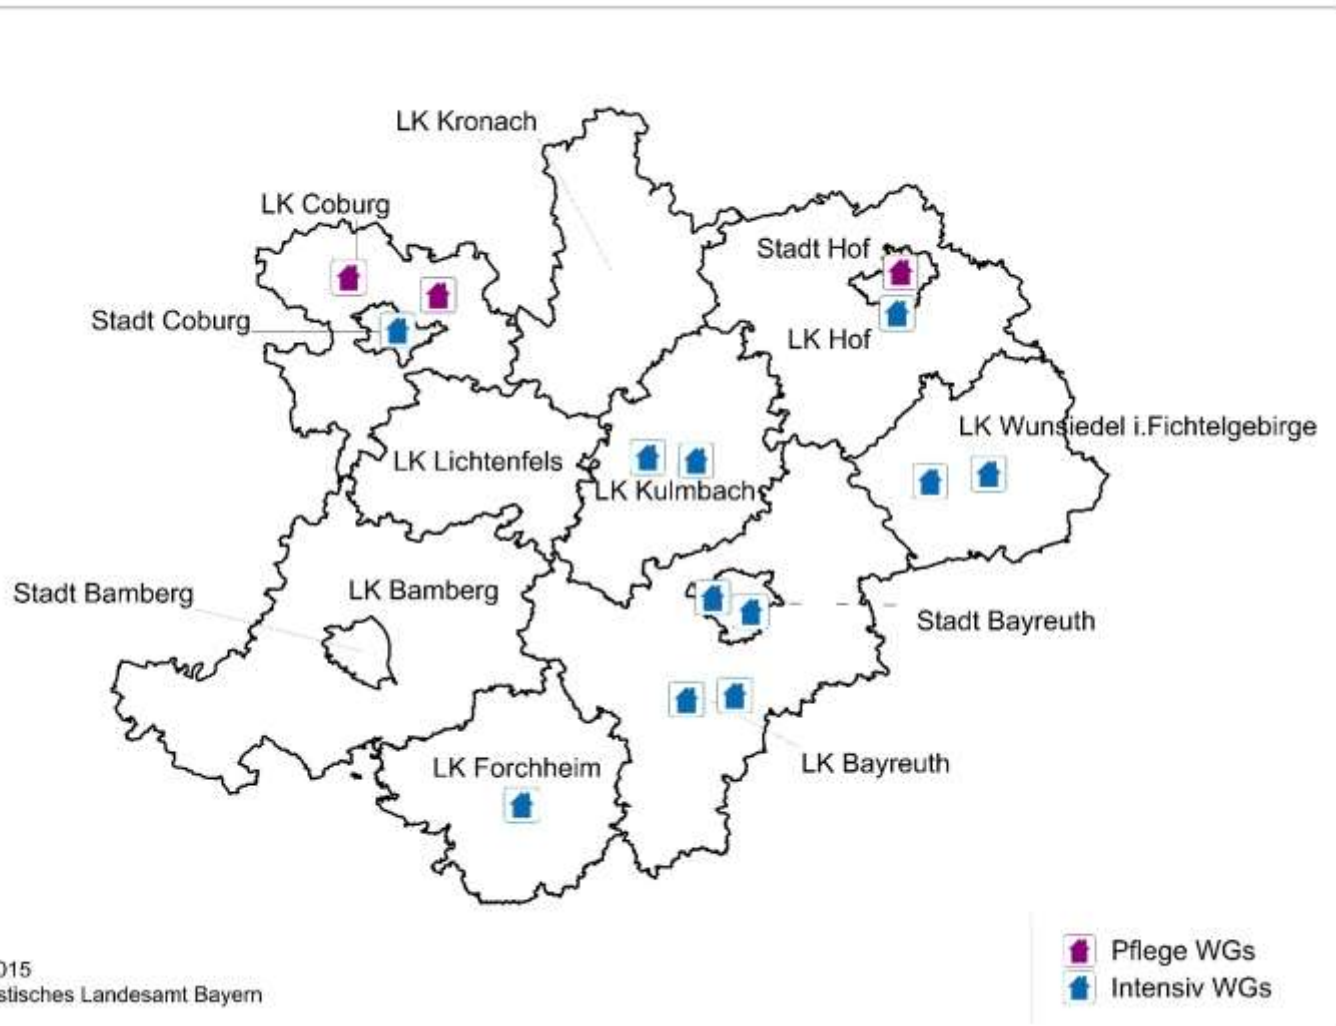 LK Kronach
LK Coburg
Stadt Hof
Stadt Coburg
LK Hof
LK Wunsiedel i.Fichtelgebirge
LK Lichtenfels
LK Kulmbach
Stadt Bamberg
LK Bamberg
Stadt Bayreuth
LK Forchheim
LK Bayreuth
Pflege WGs
Intensiv WGs
015
stisches Landesamt Bayern